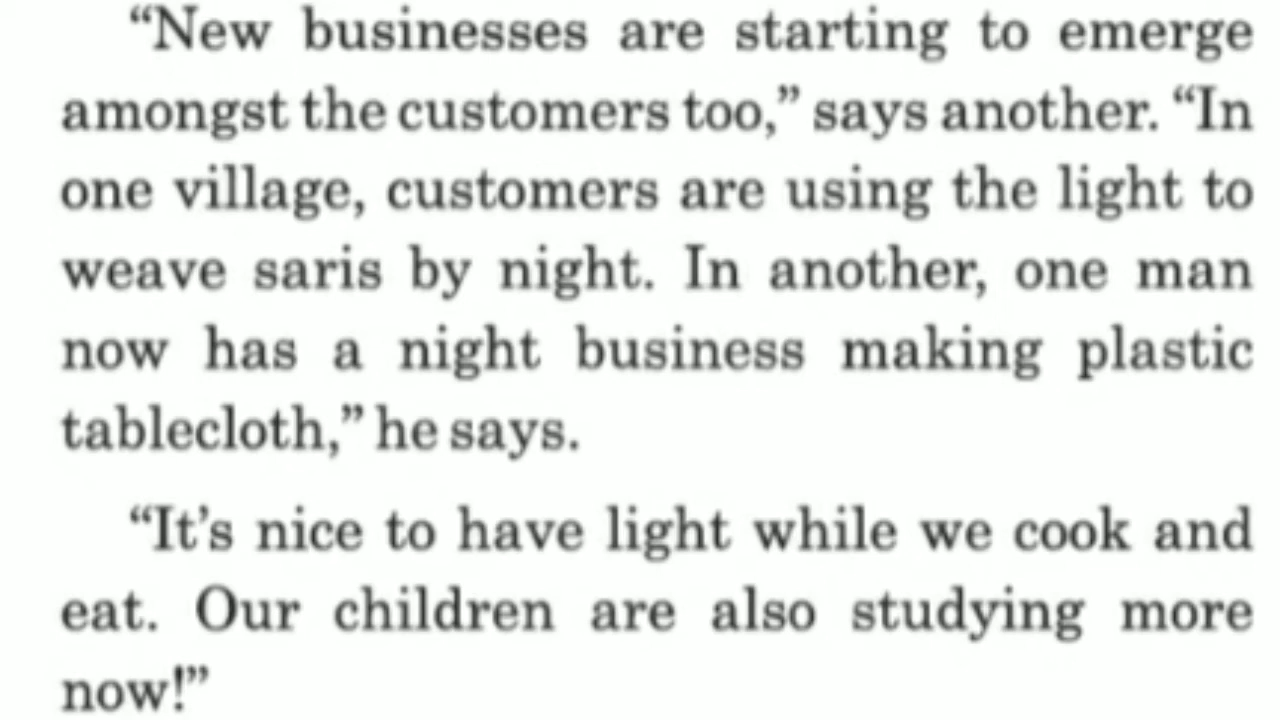 “New businesses are starting to emerge
amongst the customers too,” says another. “In
one village, customers are using the light to
weave saris by night. In another, one man
now has a night business making plastic
tablecloth,” he says.
“It’s nice to have light while we cook and
eat. Our children are also studying more
now!”